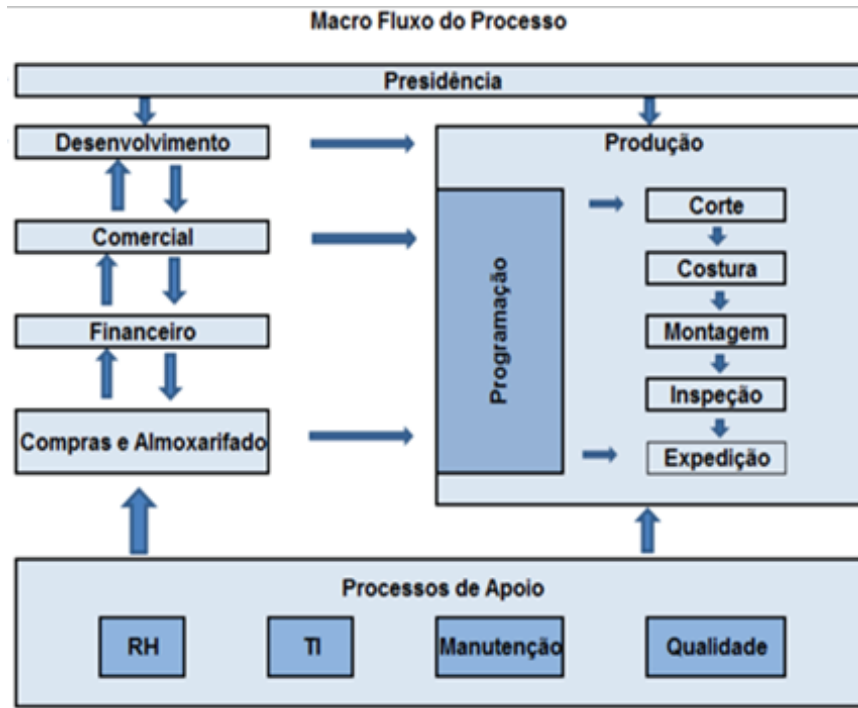 Macro Fluxo do Processo
Presidência
Desenvolvimento
Comercial
Financeiro
Compras e Almoxarifado
Produção
Programação
Corte
Costura
Montagem
Inspeção
Expedição
Processos de Apoio
RH
TI
Manutenção
Qualidade